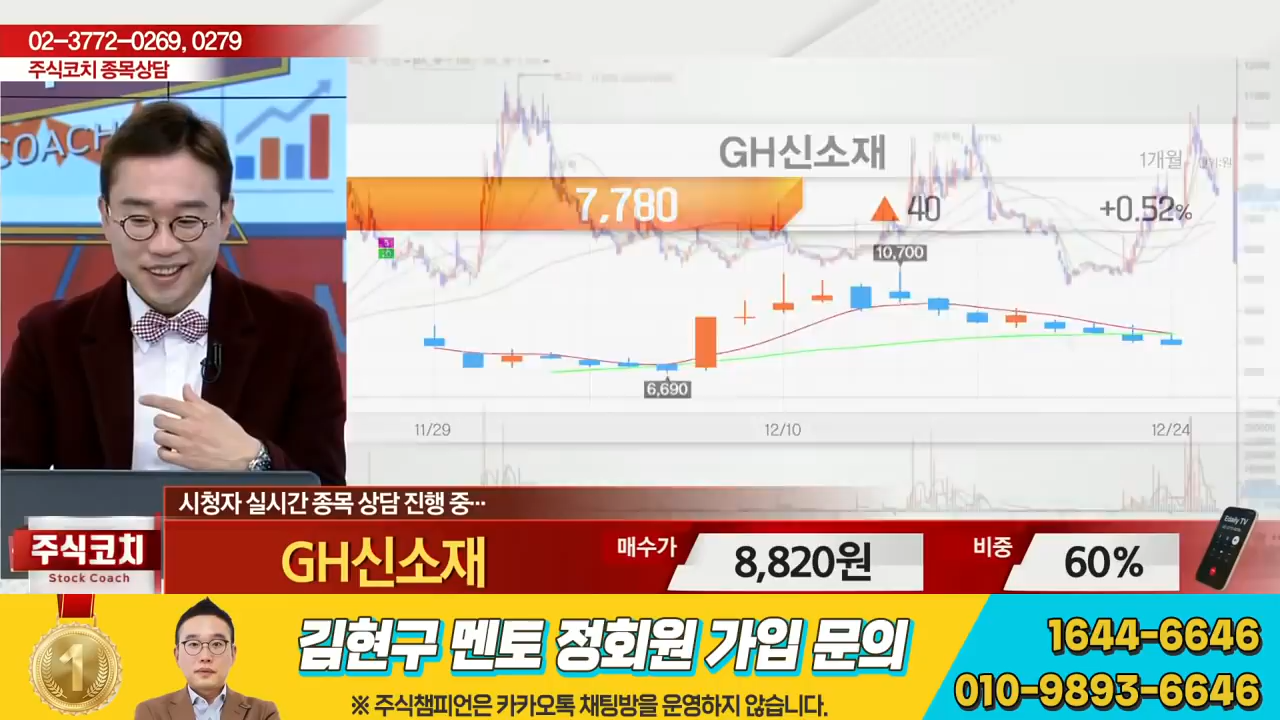 02-3772-0269, 0279
주식코치 종목상담
COACH
GH신소재
1개월
7,780
▲ 40
+0.52%
5
20
10,700
6,690
11/29
12/10
12/24
시청자 실시간 종목 상담 진행 중…
주식코치
Stock Coach
GH신소재
매수가
8,820원
비중
60%
Edaily TV
1
김현구 멘토 정회원 가입 문의
※ 주식챔피언은 카카오톡 채팅방을 운영하지 않습니다.
1644-6646
010-9893-6646